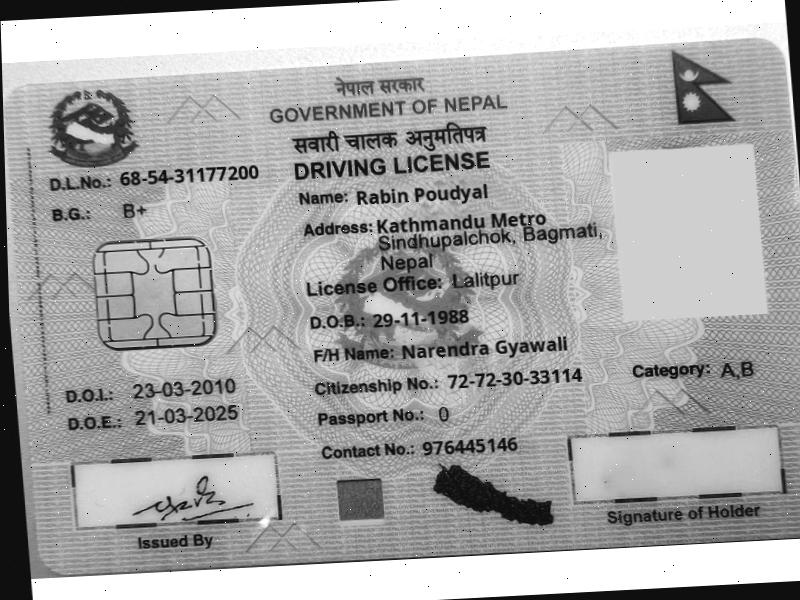 नेपाल सरकार
GOVERNMENT OF NEPAL
सवारी चालक अनुमतिपत्र
DRIVING LICENSE
D.L.No.: 68-54-31177200
B.G.: B+
Name: Rabin Poudyal
Address: Kathmandu Metro
Sindhupalchok, Bagmati,
Nepal
License Office: Lalitpur
D.O.B.: 29-11-1988
F/H Name: Narendra Gyawali
Citizenship No.: 72-72-30-33114
Category: A,B
D.O.I.: 23-03-2010
D.O.E.: 21-03-2025
Passport No.: 0
Contact No.: 976445146
Issued By
Signature of Holder